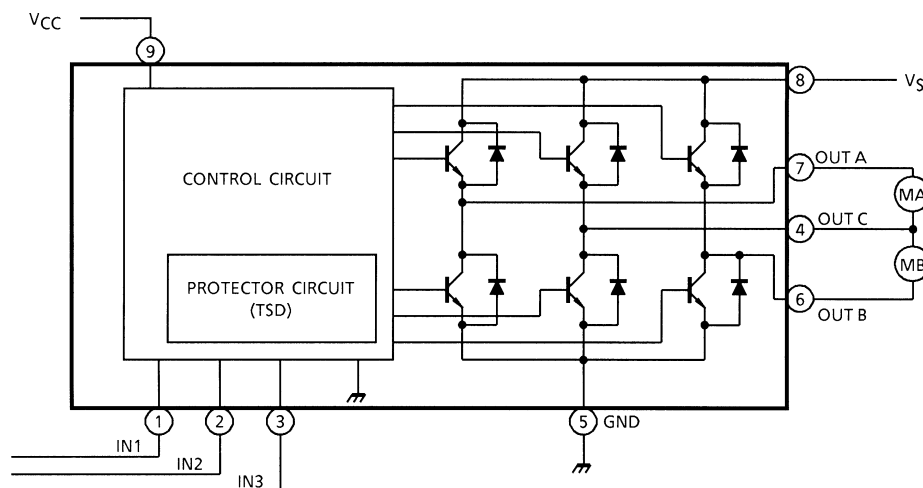 VCC
9
8
VS
CONTROL CIRCUIT
7
OUT A
MA
4
OUT C
MB
PROTECTOR CIRCUIT
(TSD)
6
OUT B
1
2
3
5
GND
IN1
IN2
IN3